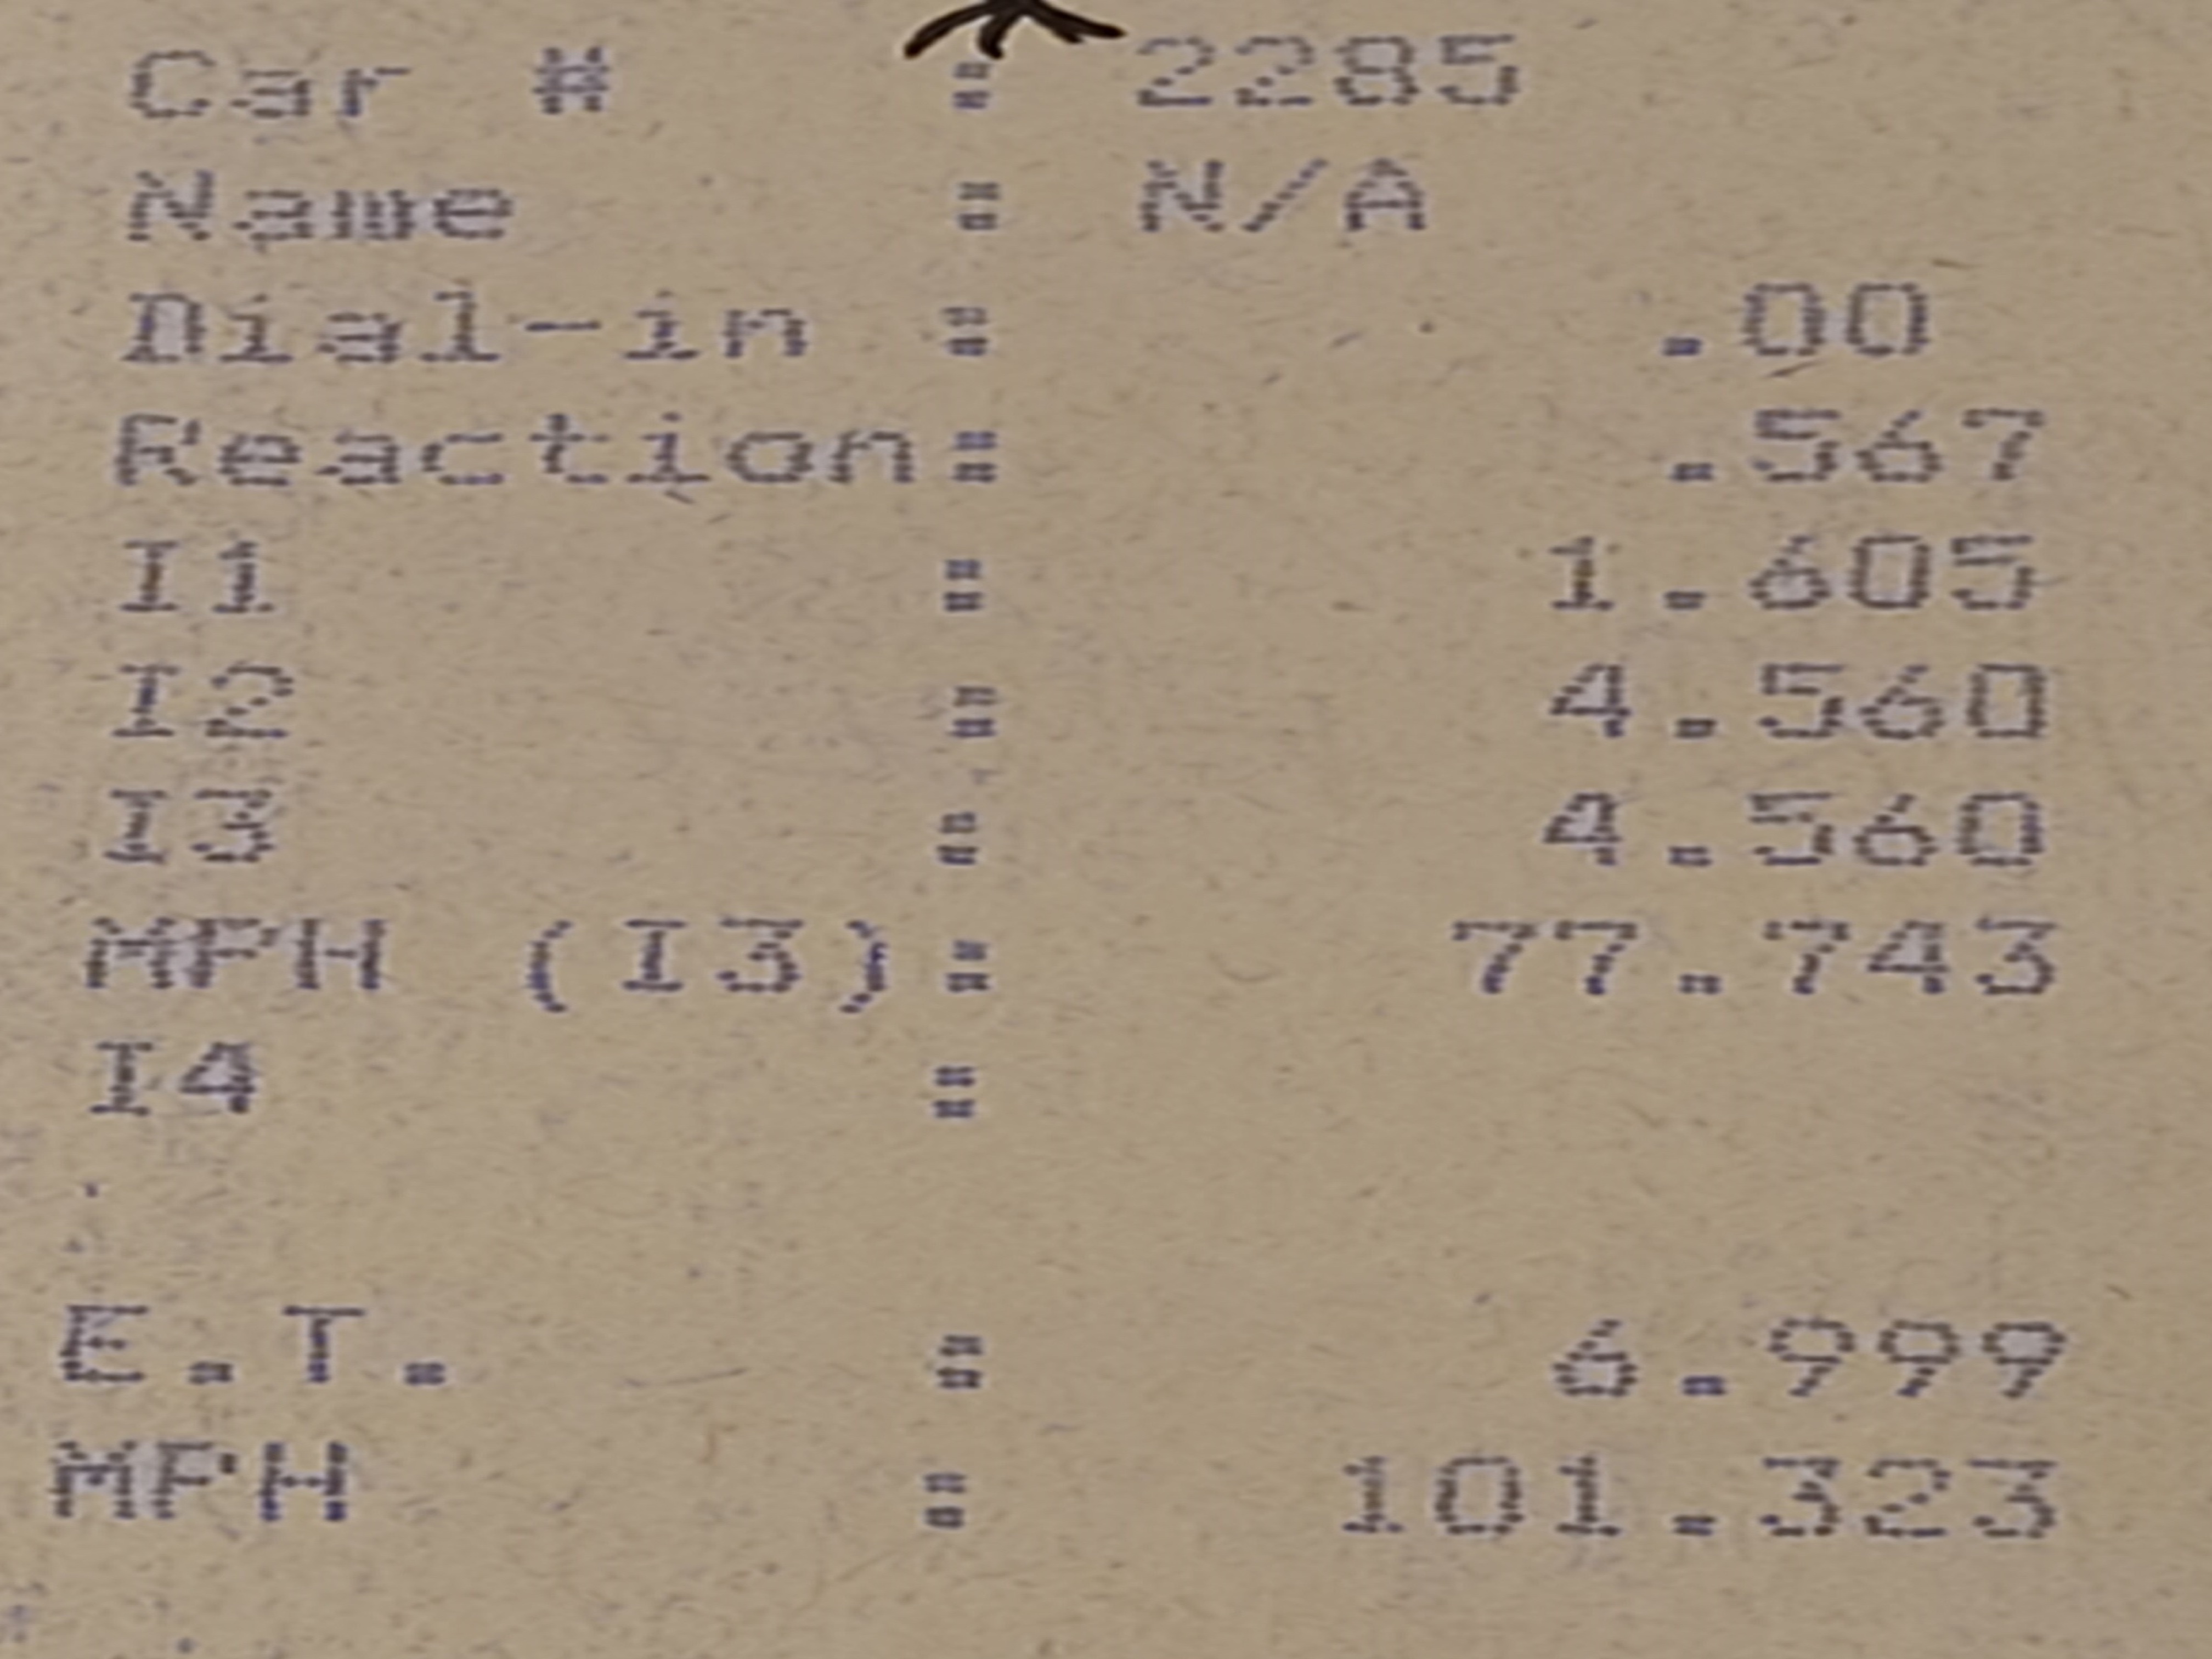 Car # : 2285
Name : N/A
Dial-in : .00
Reaction: .567
I1 : 1.605
I2 : 4.560
I3 : 4.560
MPH (I3): 77.743
I4 :
E.T. : 6.999
MPH : 101.323